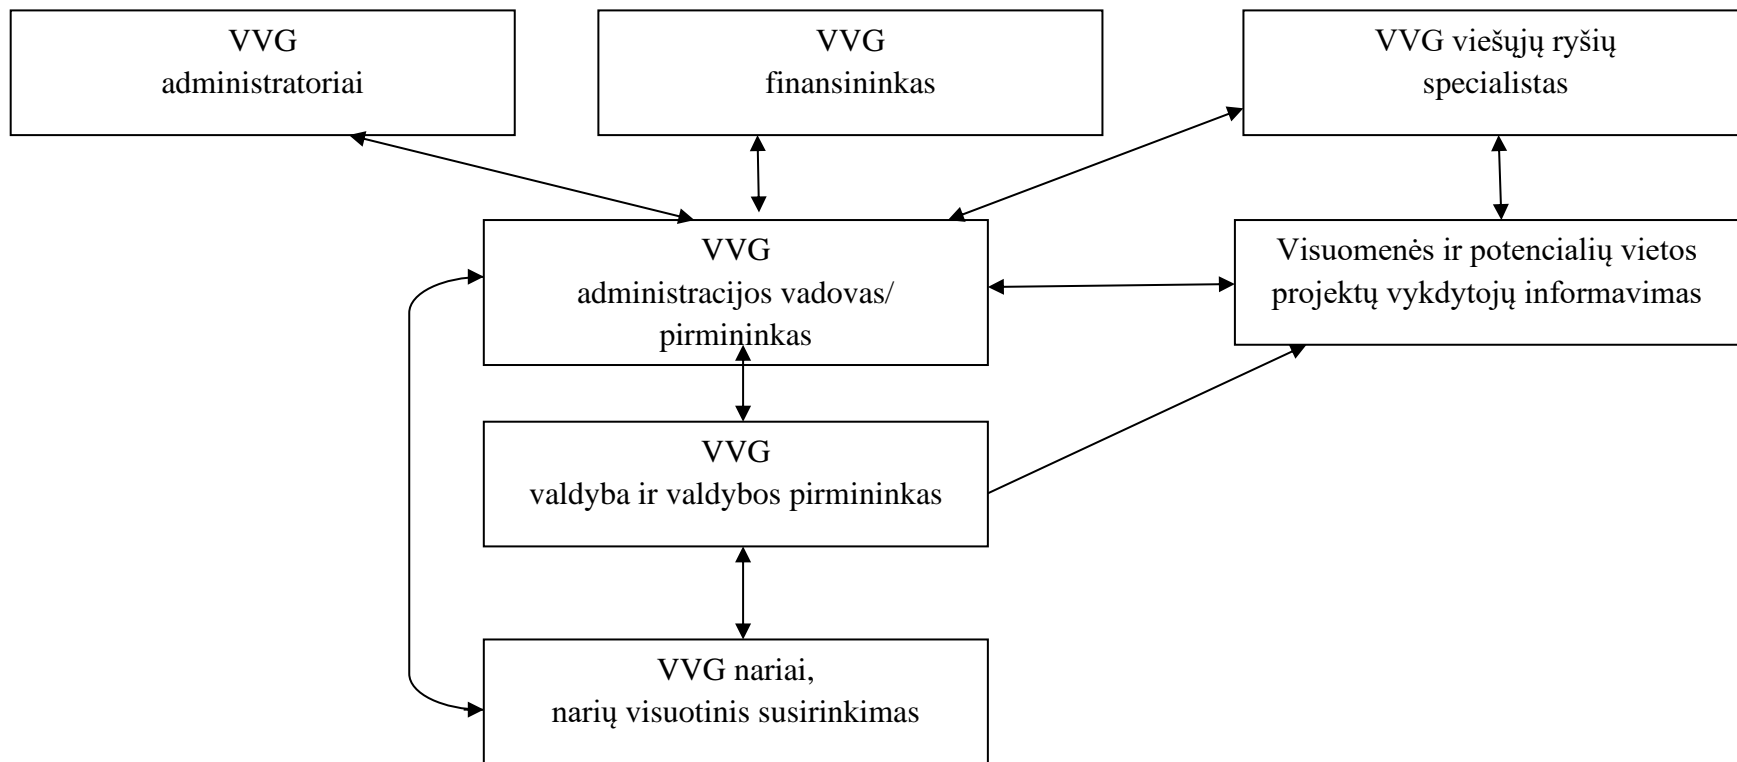 VVG
administratoriai
VVG
finansininkas
VVG viešųjų ryšių
specialistas
VVG
administracijos vadovas/
pirmininkas
Visuomenės ir potencialių vietos
projektų vykdytojų informavimas
VVG
valdyba ir valdybos pirmininkas
VVG nariai,
narių visuotinis susirinkimas